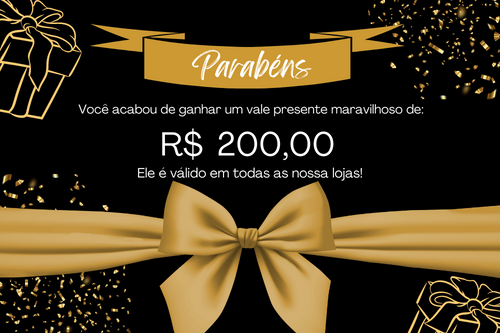 Parabéns
Você acabou de ganhar um vale presente maravilhoso de:
R$ 200,00
Ele é válido em todas as nossa lojas!